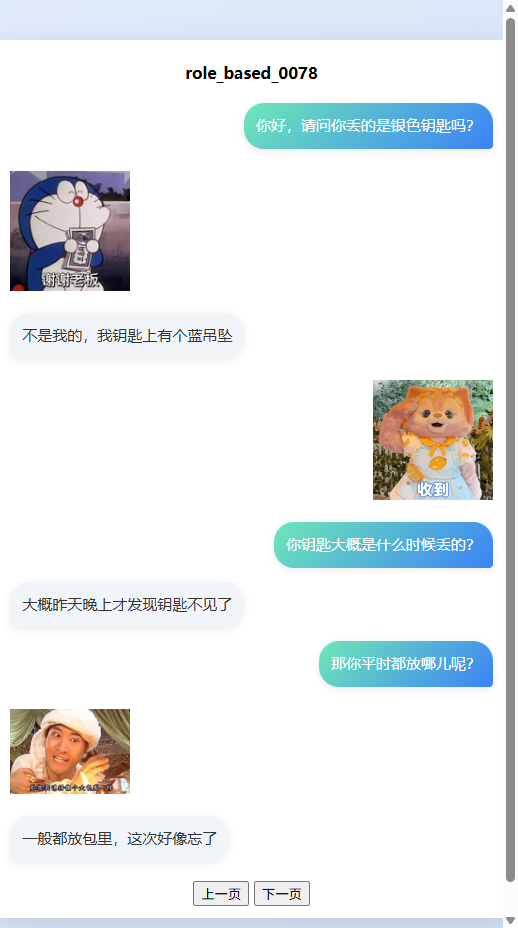 role_based_0078
你好，请问你丢的是银色钥匙吗？
谢谢老板
不是我的，我钥匙上有个蓝吊坠
收到
你钥匙大概是什么时候丢的？
大概昨天晚上才发现钥匙不见了
那你平时都放哪儿呢？
一般都放包里，这次好像忘了
上一页 下一页